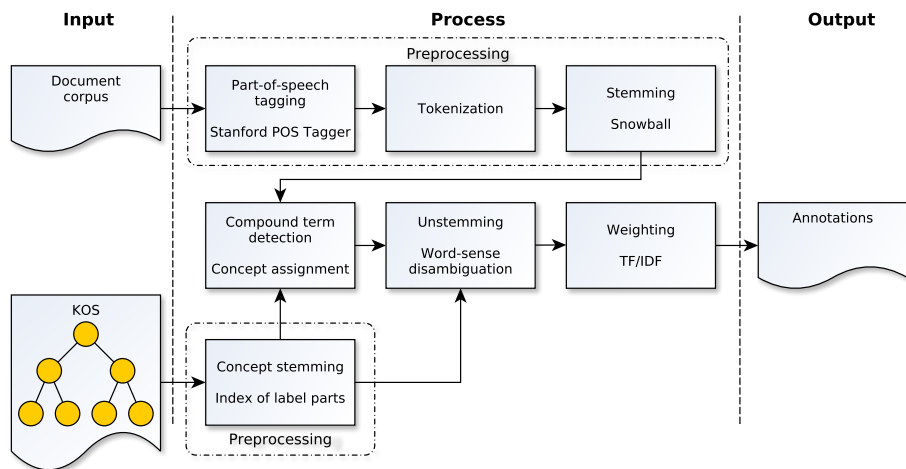 Input
Process
Output
Preprocessing
Document
corpus
Part-of-speech
tagging
Stanford POS Tagger
Tokenization
Stemming
Snowball
Compound term
detection
Concept assignment
Unstemming
Word-sense
disambiguation
Weighting
TF/IDF
Annotations
KOS
Concept stemming
Index of label parts
Preprocessing